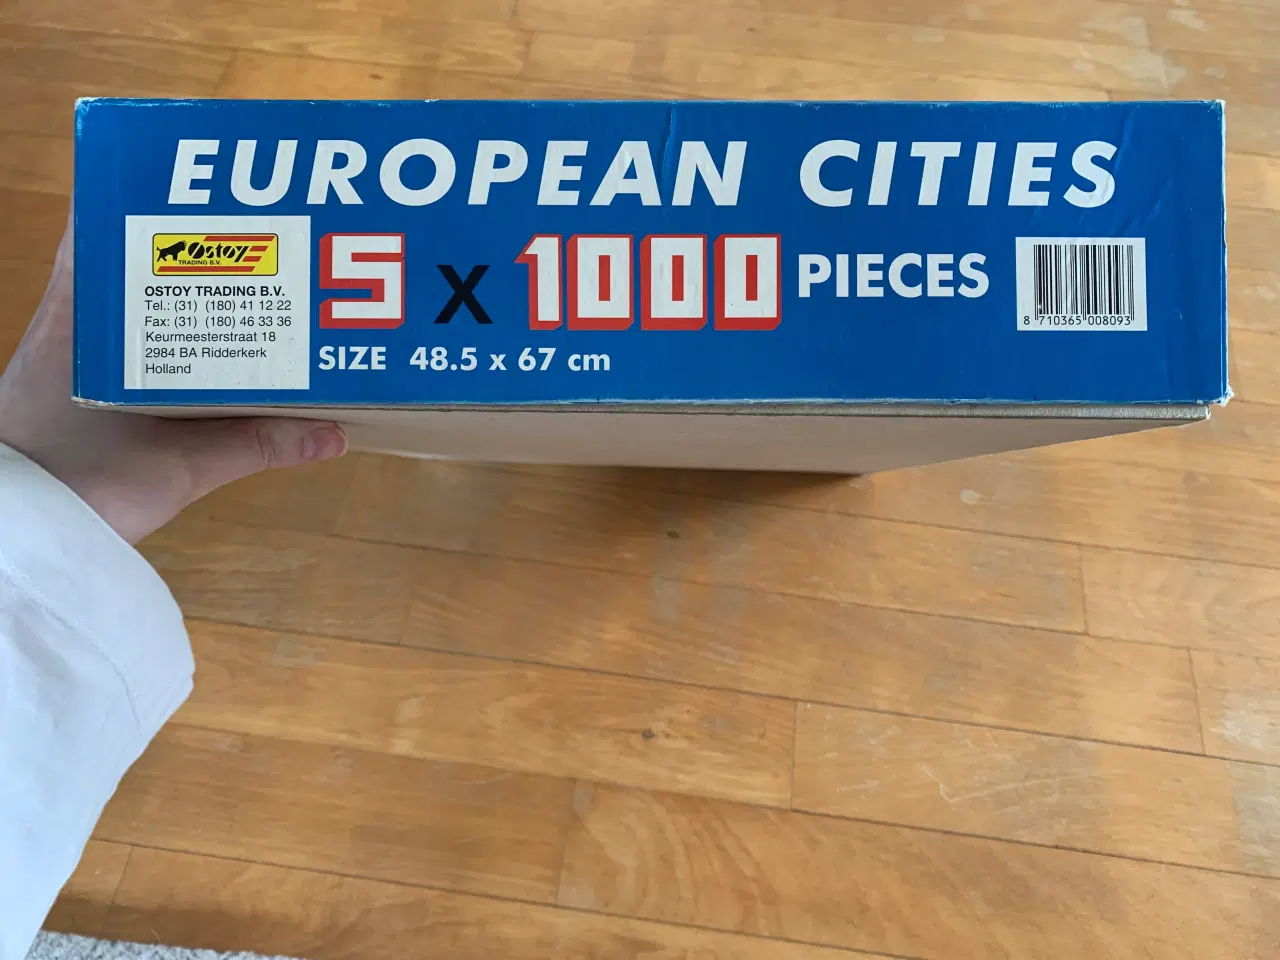 EUROPEAN CITIES
Ostoy
TRADING B.V.
OSTOY TRADING B.V.
Tel.: (31) (180) 41 12 22
Fax: (31) (180) 46 33 36
Keurmeesterstraat 18
2984 BA Ridderkerk
Holland
5 x 1000 PIECES
SIZE 48.5 x 67 cm
8 710365 008093